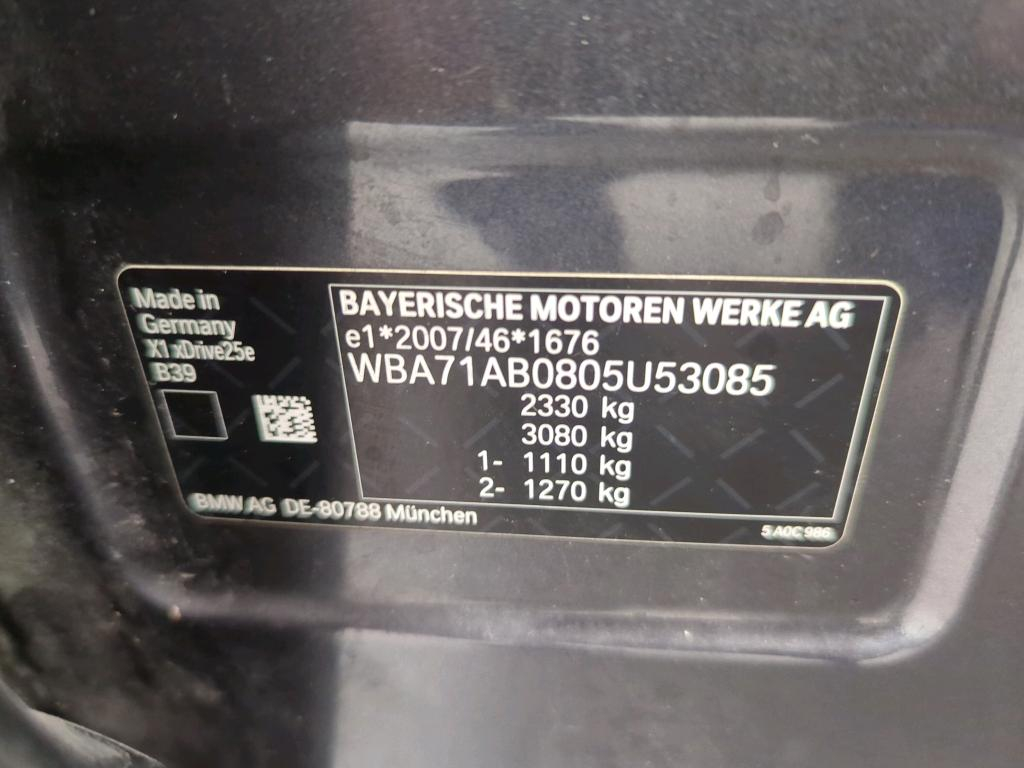 Made in
Germany
X1 xDrive25e
B39
BAYERISCHE MOTOREN WERKE AG
e1*2007/46*1676
WBA71AB0805U53085
2330 kg
3080 kg
1- 1110 kg
2- 1270 kg
BMW AG DE-80788 München
5 A0C 986